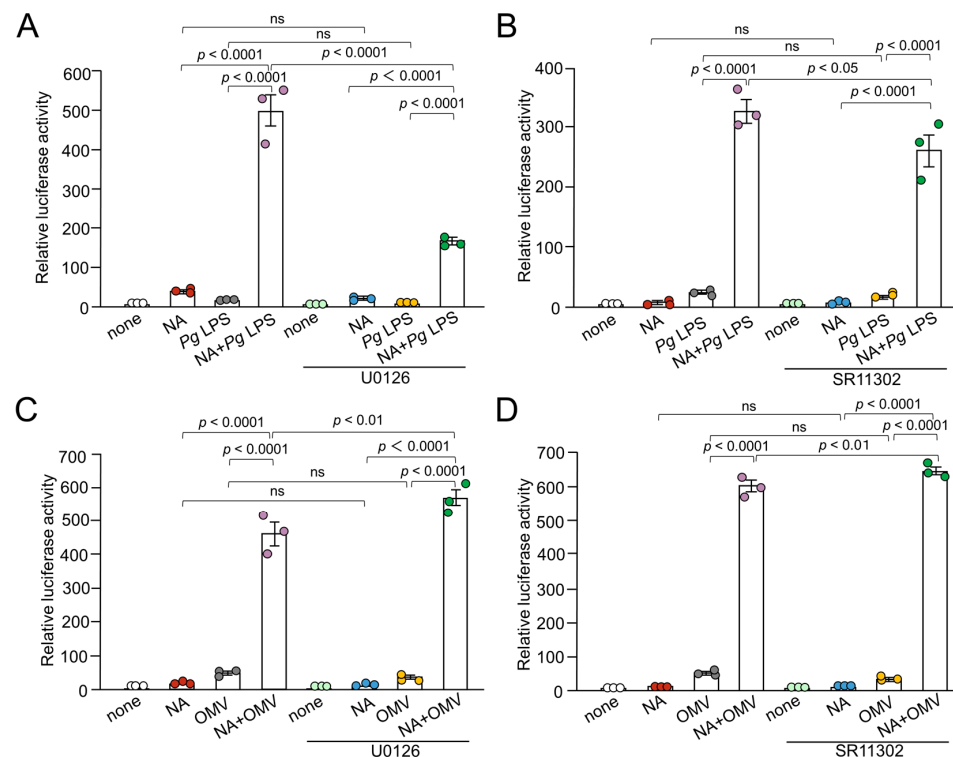 A
ns
ns
p < 0.0001
p < 0.0001
p < 0.0001
p < 0.0001
p < 0.0001
Relative luciferase activity
600
500
400
300
200
100
0
none
NA
Pg LPS
NA+Pg LPS
none
NA
Pg LPS
NA+Pg LPS
U0126
B
ns
ns
p < 0.0001
p < 0.0001
p < 0.05
p < 0.0001
Relative luciferase activity
400
300
200
100
0
none
NA
Pg LPS
NA+Pg LPS
none
NA
Pg LPS
NA+Pg LPS
SR11302
C
p < 0.0001
p < 0.01
p < 0.0001
p < 0.0001
ns
p < 0.0001
ns
Relative luciferase activity
700
600
500
400
300
200
100
0
none
NA
OMV
NA+OMV
none
NA
OMV
NA+OMV
U0126
D
ns
p < 0.0001
ns
p < 0.0001
p < 0.0001
p < 0.01
Relative luciferase activity
700
600
500
400
300
200
100
0
none
NA
OMV
NA+OMV
none
NA
OMV
NA+OMV
SR11302